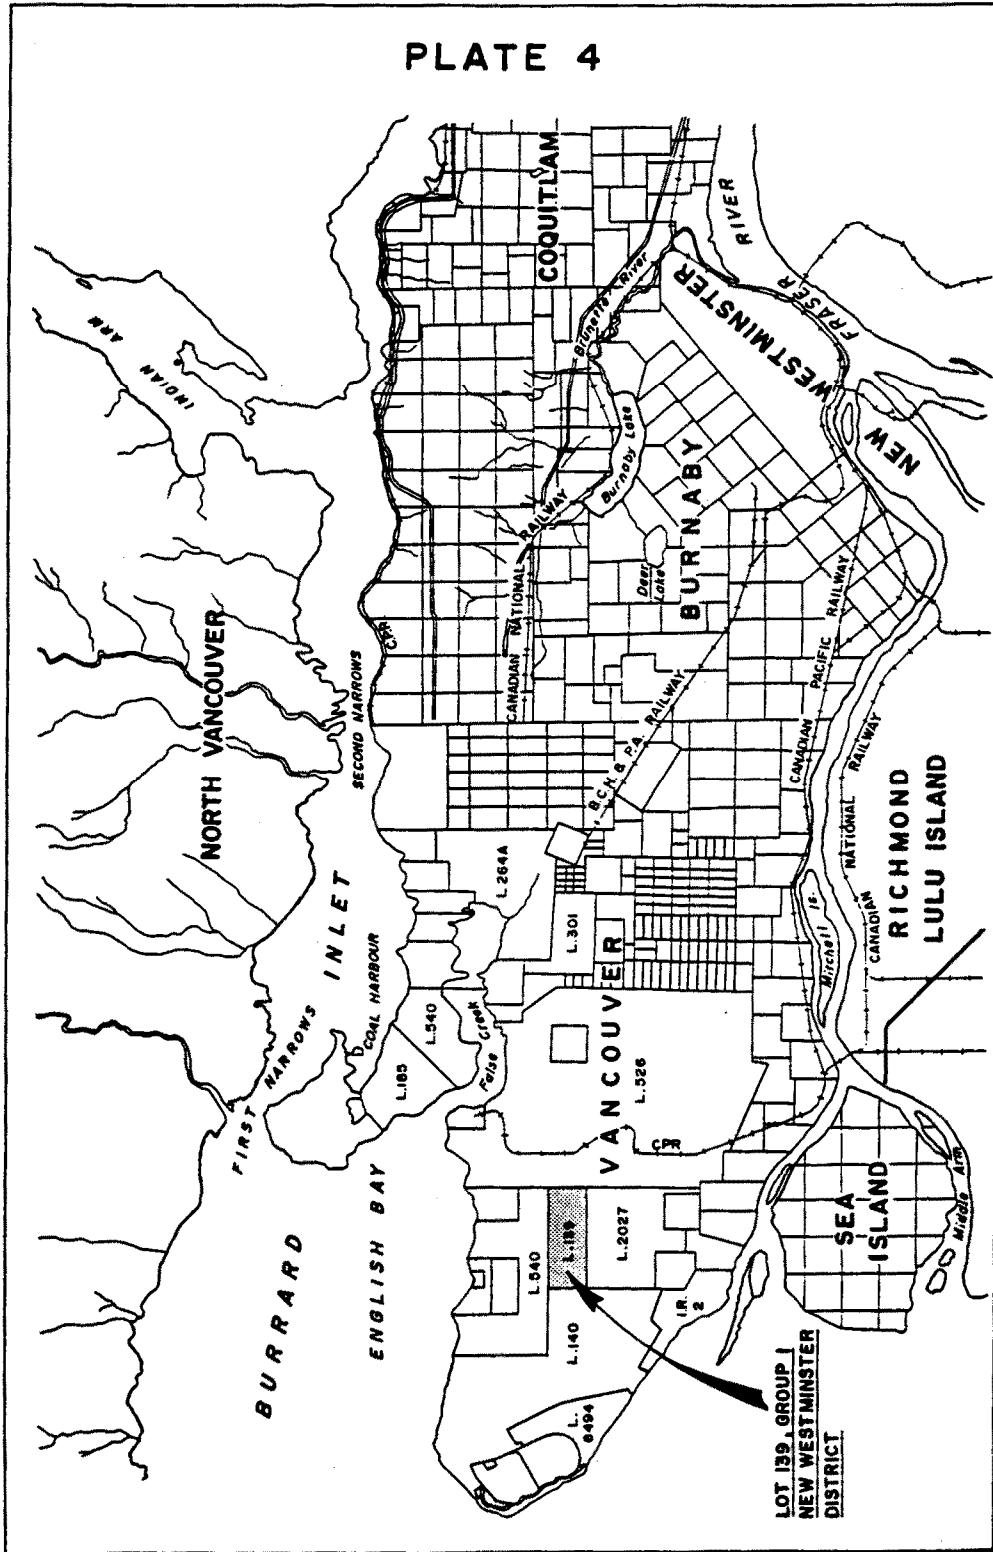 PLATE 4
INDIAN ARM
NORTH VANCOUVER
COQUITLAM
Brunette River
FRASER RIVER
NEW WESTMINSTER
Burnaby Lake
Deer Lake
BURNABY
CANADIAN NATIONAL RAILWAY
CPR
SECOND NARROWS
B.C.H. & P.A. RAILWAY
CANADIAN PACIFIC RAILWAY
CANADIAN NATIONAL RAILWAY
RICHMOND
LULU ISLAND
Mitchell Is.
BURRARD INLET
FIRST NARROWS
COAL HARBOUR
ENGLISH BAY
False Creek
L.264A
L.301
L.540
L.185
VANCOUVER
L.526
CPR
L.540
L.139
L.2027
L.140
I.R.
2
L.
6494
SEA
ISLAND
Middle Arm
LOT 139, GROUP 1
NEW WESTMINSTER
DISTRICT